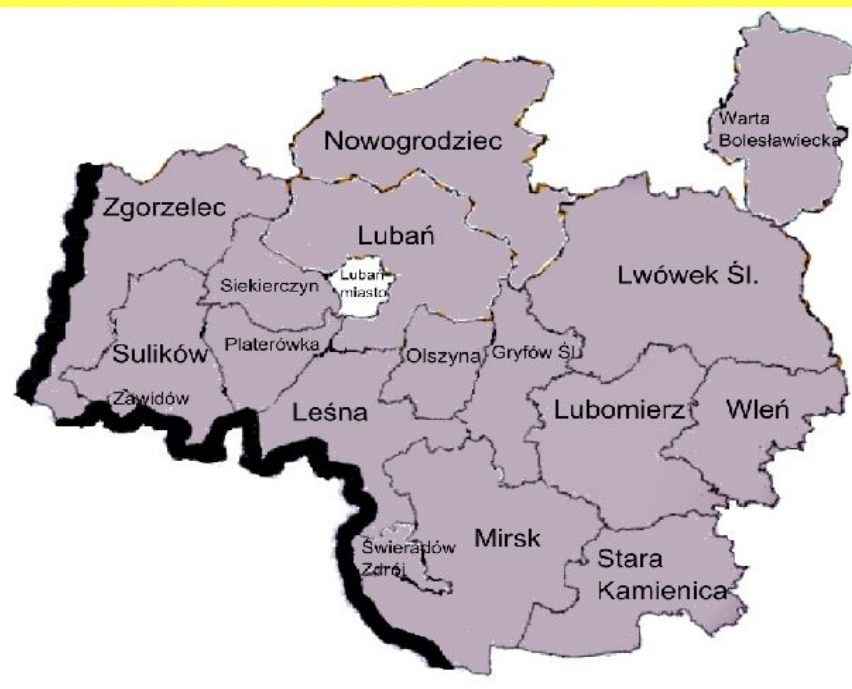 Warta
Bolesławiecka
Nowogrodziec
Zgorzelec
Lubań
Lwówek Śl.
Siekierczyn
Lubań
miasto
Sulików
Platerówka
Olszyna
Gryfów Śl.
Zawidów
Leśna
Lubomierz
Wleń
Mirsk
Świeradów
Zdrój
Stara
Kamienica